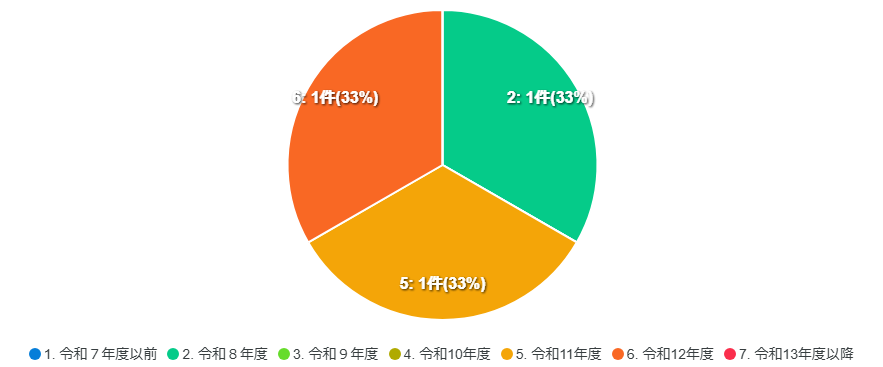 6: 1件(33%)
2: 1件(33%)
5: 1件(33%)
1. 令和７年度以前 2. 令和８年度 3. 令和９年度 4. 令和10年度 5. 令和11年度 6. 令和12年度 7. 令和13年度以降